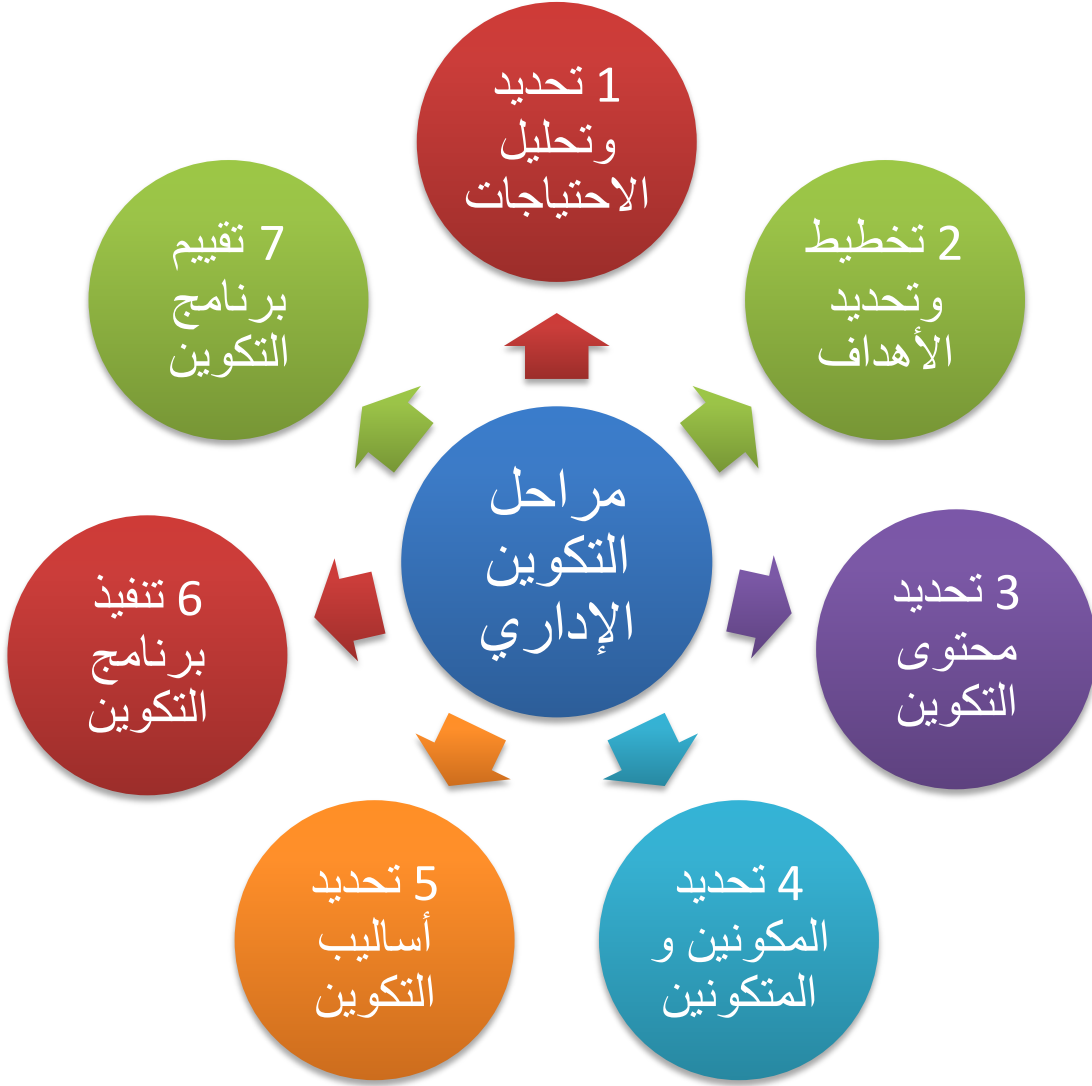 1 تحديد
وتحليل
الاحتياجات
2 تخطيط
وتحديد
الأهداف
3 تحديد
محتوى
التكوين
4 تحديد
المكونين و
المتكونين
5 تحديد
أساليب
التكوين
6 تنفيذ
برنامج
التكوين
7 تقييم
برنامج
التكوين
مراحل
التكوين
الإداري